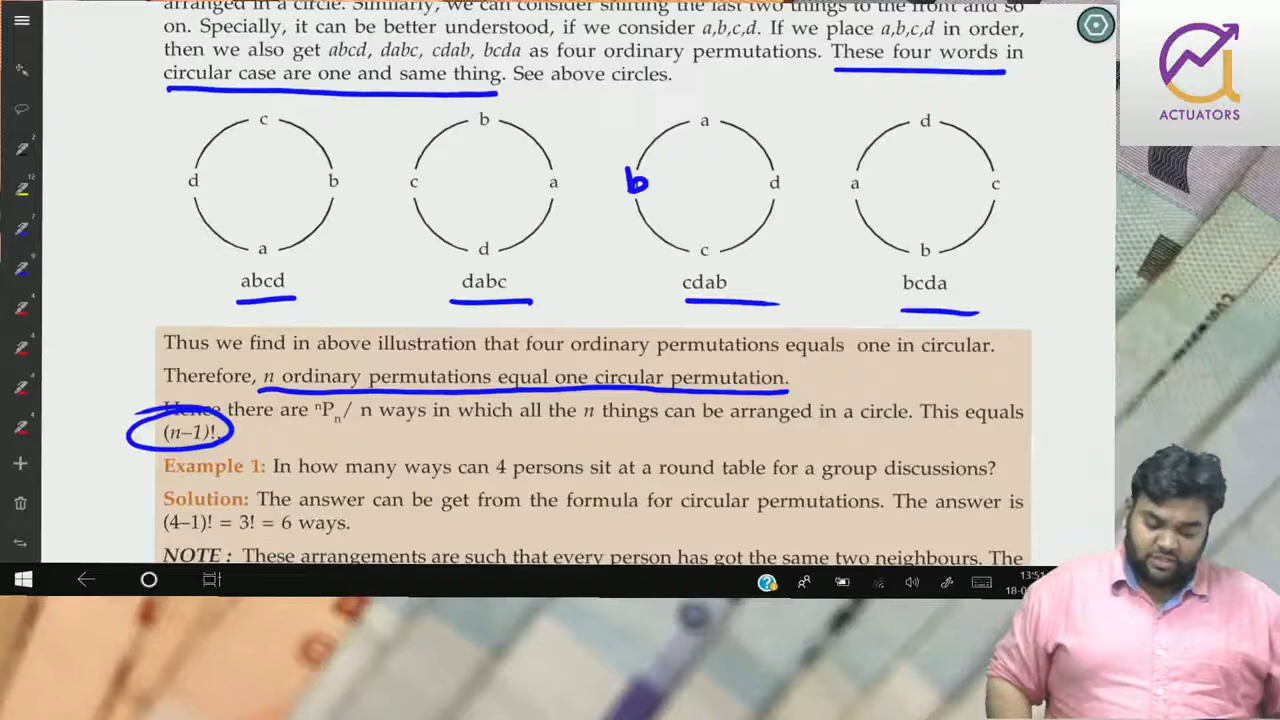 arranged in a circle. Similarly, we can consider shifting the last two things to the front and so
on. Specially, it can be better understood, if we consider a,b,c,d. If we place a,b,c,d in order,
then we also get abcd, dabc, cdab, bcda as four ordinary permutations. These four words in
circular case are one and same thing. See above circles.
c b a d
d b c a b d a c
a d c b
abcd dabc cdab bcda
Thus we find in above illustration that four ordinary permutations equals one in circular.
Therefore, n ordinary permutations equal one circular permutation.
Hence there are ⁿPₙ/ n ways in which all the n things can be arranged in a circle. This equals
(n–1)!.
Example 1: In how many ways can 4 persons sit at a round table for a group discussions?
Solution: The answer can be get from the formula for circular permutations. The answer is
(4–1)! = 3! = 6 ways.
NOTE : These arrangements are such that every person has got the same two neighbours. The
13:51
18-0
ACTUATORS